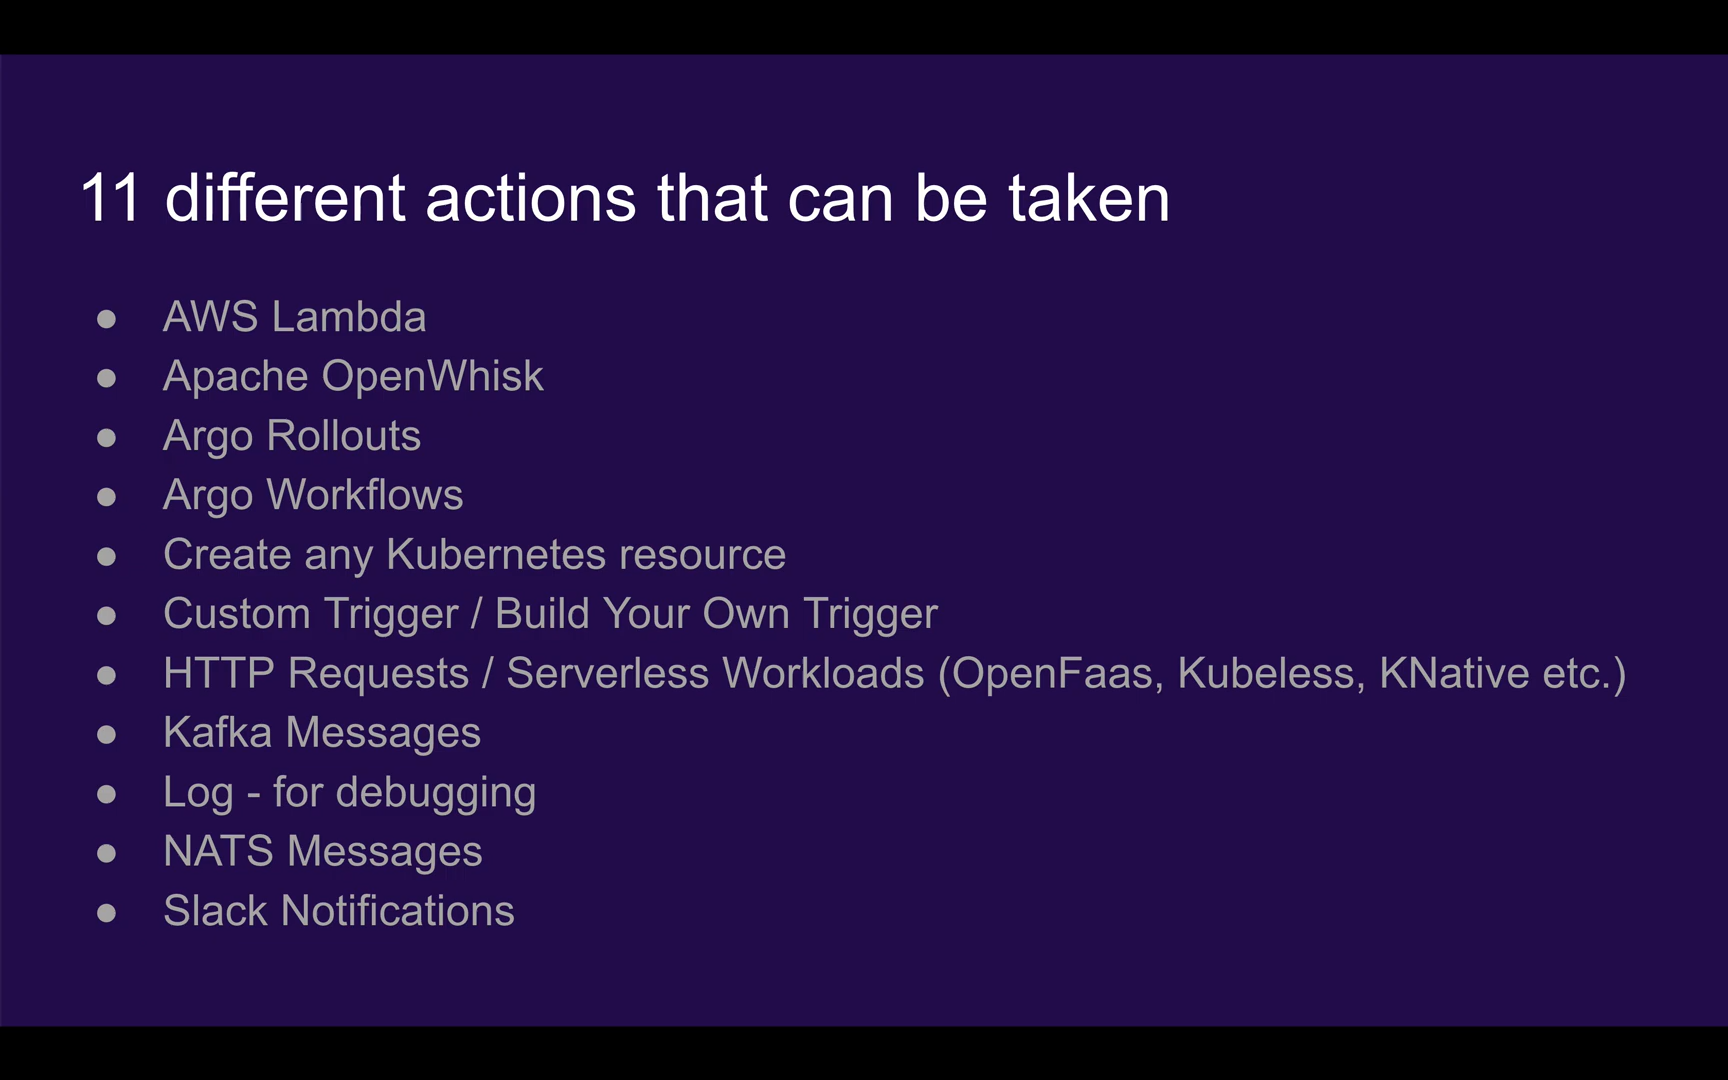 11 different actions that can be taken
● AWS Lambda
● Apache OpenWhisk
● Argo Rollouts
● Argo Workflows
● Create any Kubernetes resource
● Custom Trigger / Build Your Own Trigger
● HTTP Requests / Serverless Workloads (OpenFaas, Kubeless, KNative etc.)
● Kafka Messages
● Log - for debugging
● NATS Messages
● Slack Notifications